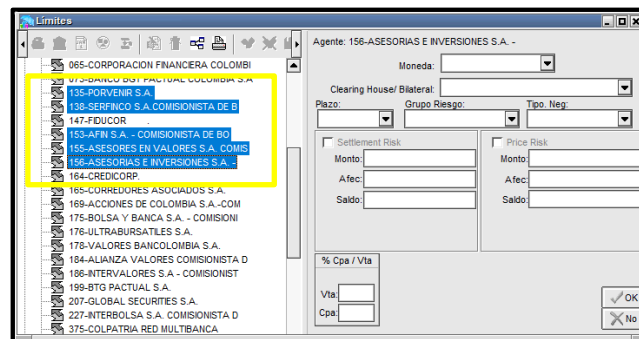 Límites
Agente: 156-ASESORIAS E INVERSIONES S.A. -
065-CORPORACION FINANCIERA COLOMBI
073-BANCO BGT PACTUAL COLOMBIA S.A
135-PORVENIR S.A.
138-SERFINCO S.A.COMISIONISTA DE B
147-FIDUCOR .
153-AFIN S.A. - COMISIONISTA DE BO
155-ASESORES EN VALORES S.A. COMIS
156-ASESORIAS E INVERSIONES S.A. -
164-CREDICORP.
165-CORREDORES ASOCIADOS S.A.
169-ACCIONES DE COLOMBIA S.A.-COM
175-BOLSA Y BANCA S.A. - COMISIONI
176-ULTRABURSATILES S.A.
178-VALORES BANCOLOMBIA S.A.
184-ALIANZA VALORES COMISIONISTA D
186-INTERVALORES S.A - COMISIONIST
199-BTG PACTUAL S.A.
207-GLOBAL SECURITIES S.A.
227-INTERBOLSA S.A. COMISIONISTA D
375-COLPATRIA RED MULTIBANCA
Moneda:
Clearing House/ Bilateral:
Plazo: Grupo Riesgo: Tipo. Neg:
Settlement Risk Price Risk
Monto: Monto:
Afec: Afec:
Saldo: Saldo:
% Cpa / Vta
Vta:
Cpa:
OK
No